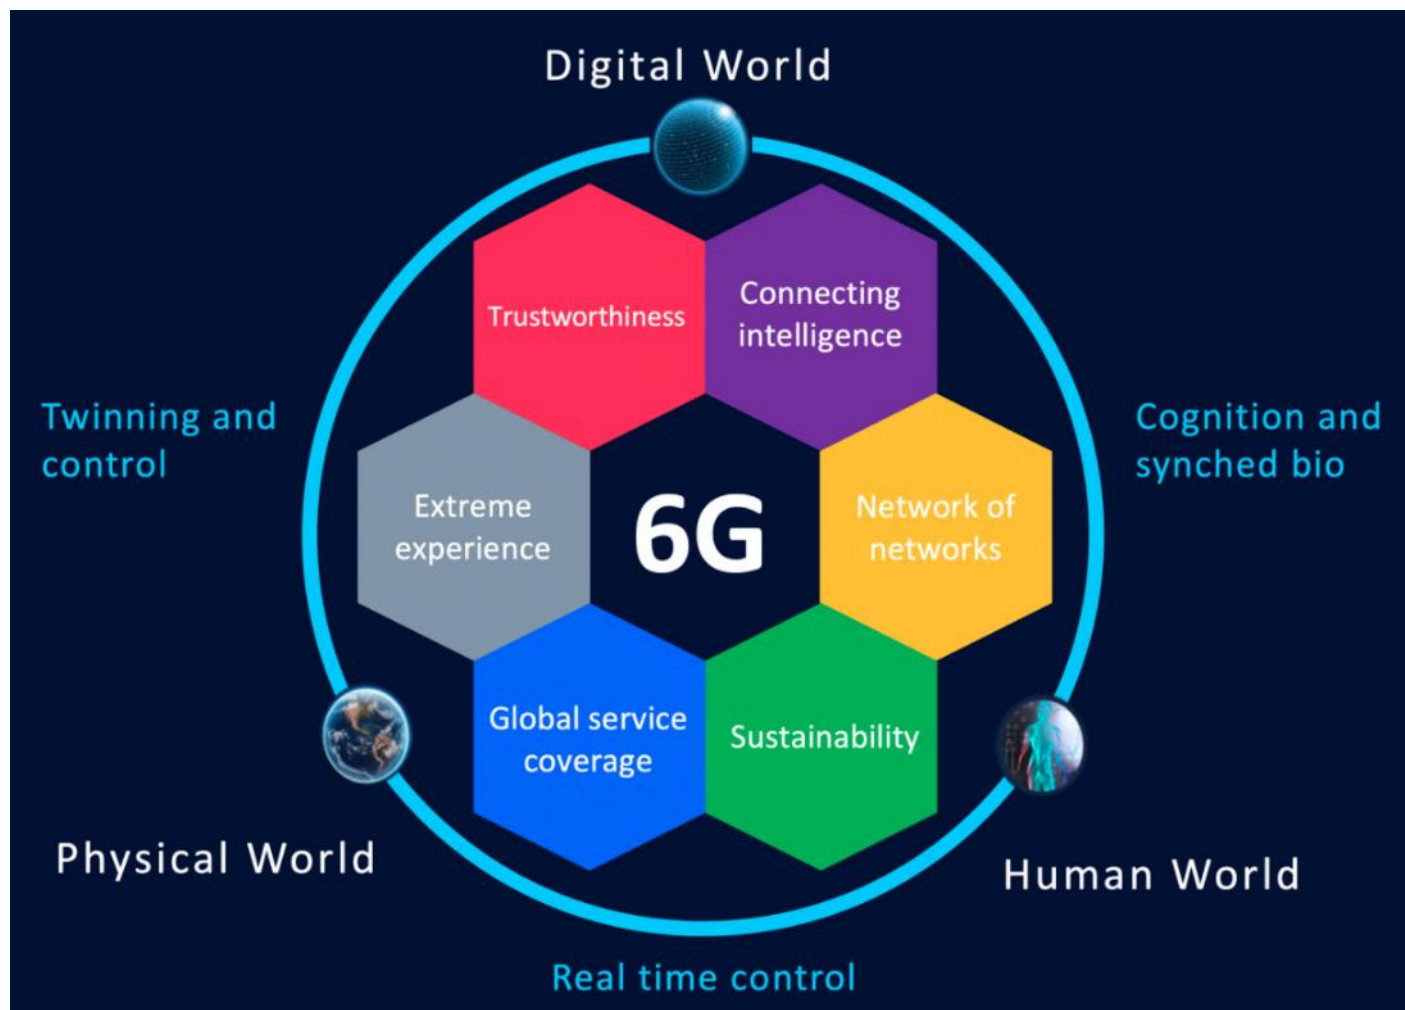 Digital World
Trustworthiness
Connecting
intelligence
Twinning and
control
Cognition and
synched bio
Extreme
experience
6G
Network of
networks
Global service
coverage
Sustainability
Physical World
Human World
Real time control